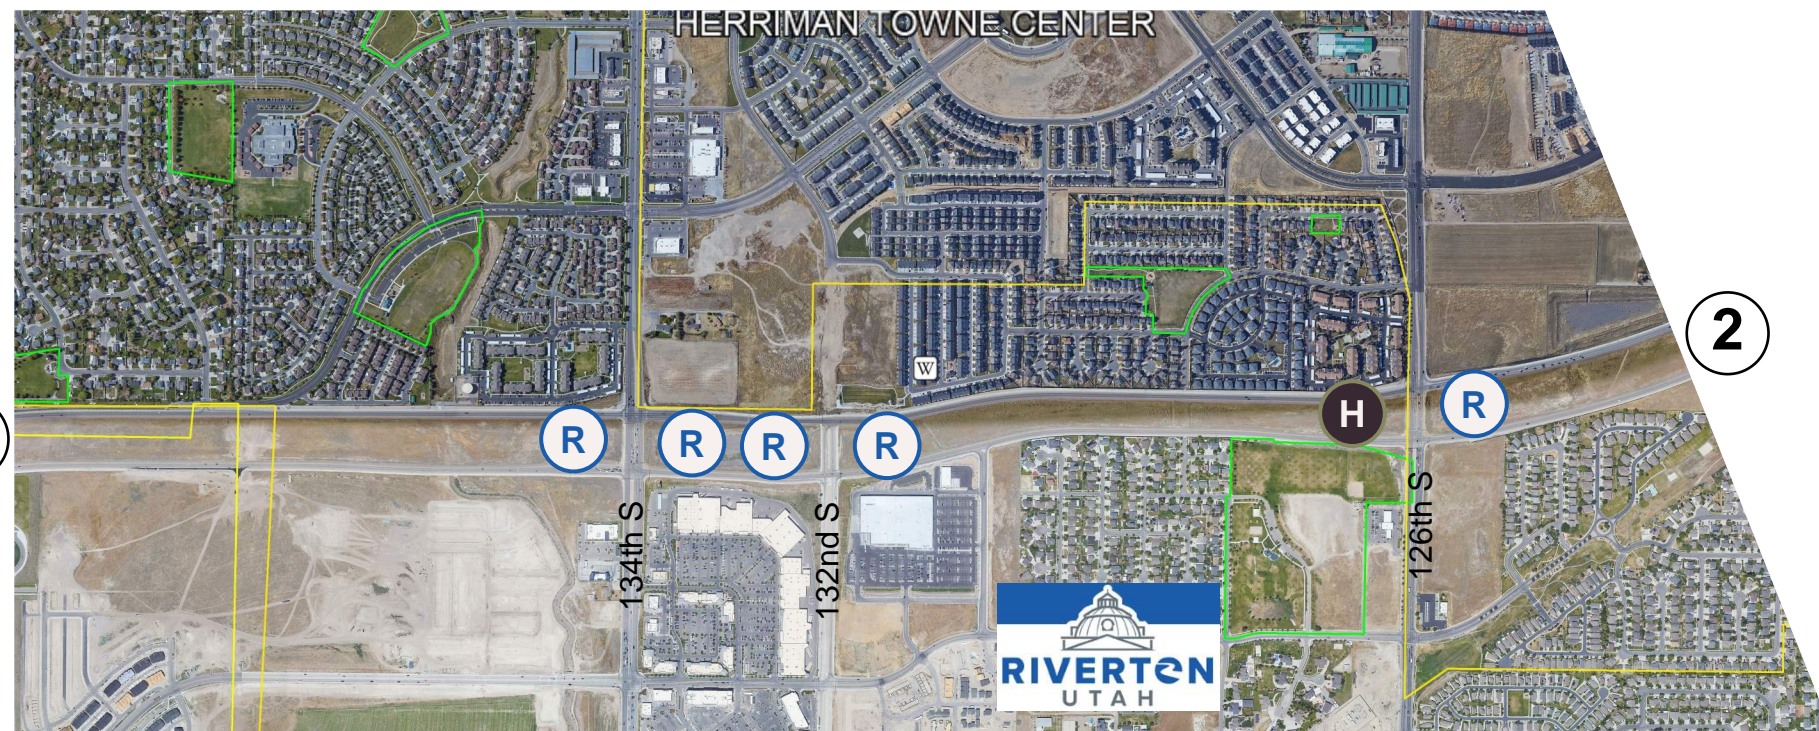 HERRIMAN TOWNE CENTER
2
W
H
R
R
R
R
R
134th S
132nd S
126th S
RIVERTON
UTAH